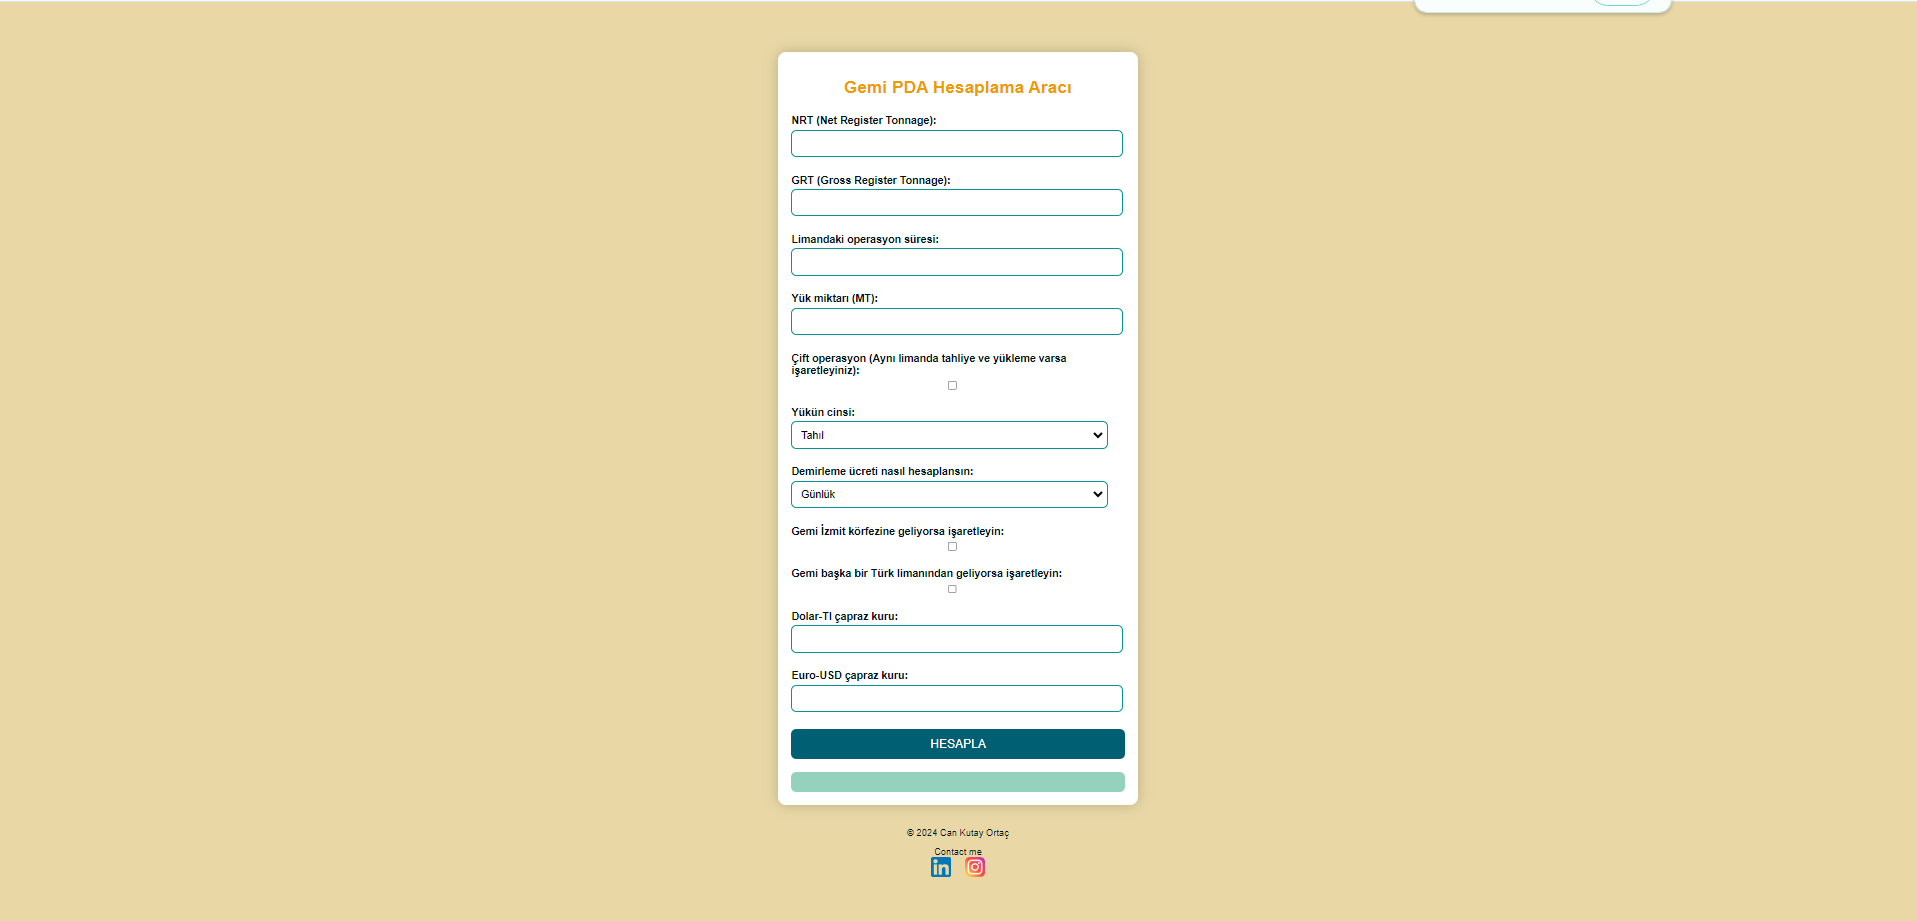 Gemi PDA Hesaplama Aracı
NRT (Net Register Tonnage):
GRT (Gross Register Tonnage):
Limandaki operasyon süresi:
Yük miktarı (MT):
Çift operasyon (Aynı limanda tahliye ve yükleme varsa
işaretleyiniz):
Yükün cinsi:
Tahıl
Demirleme ücreti nasıl hesaplansın:
Günlük
Gemi İzmit körfezine geliyorsa işaretleyin:
Gemi başka bir Türk limanından geliyorsa işaretleyin:
Dolar-Tl çapraz kuru:
Euro-USD çapraz kuru:
HESAPLA
© 2024 Can Kutay Ortaç
Contact me
in